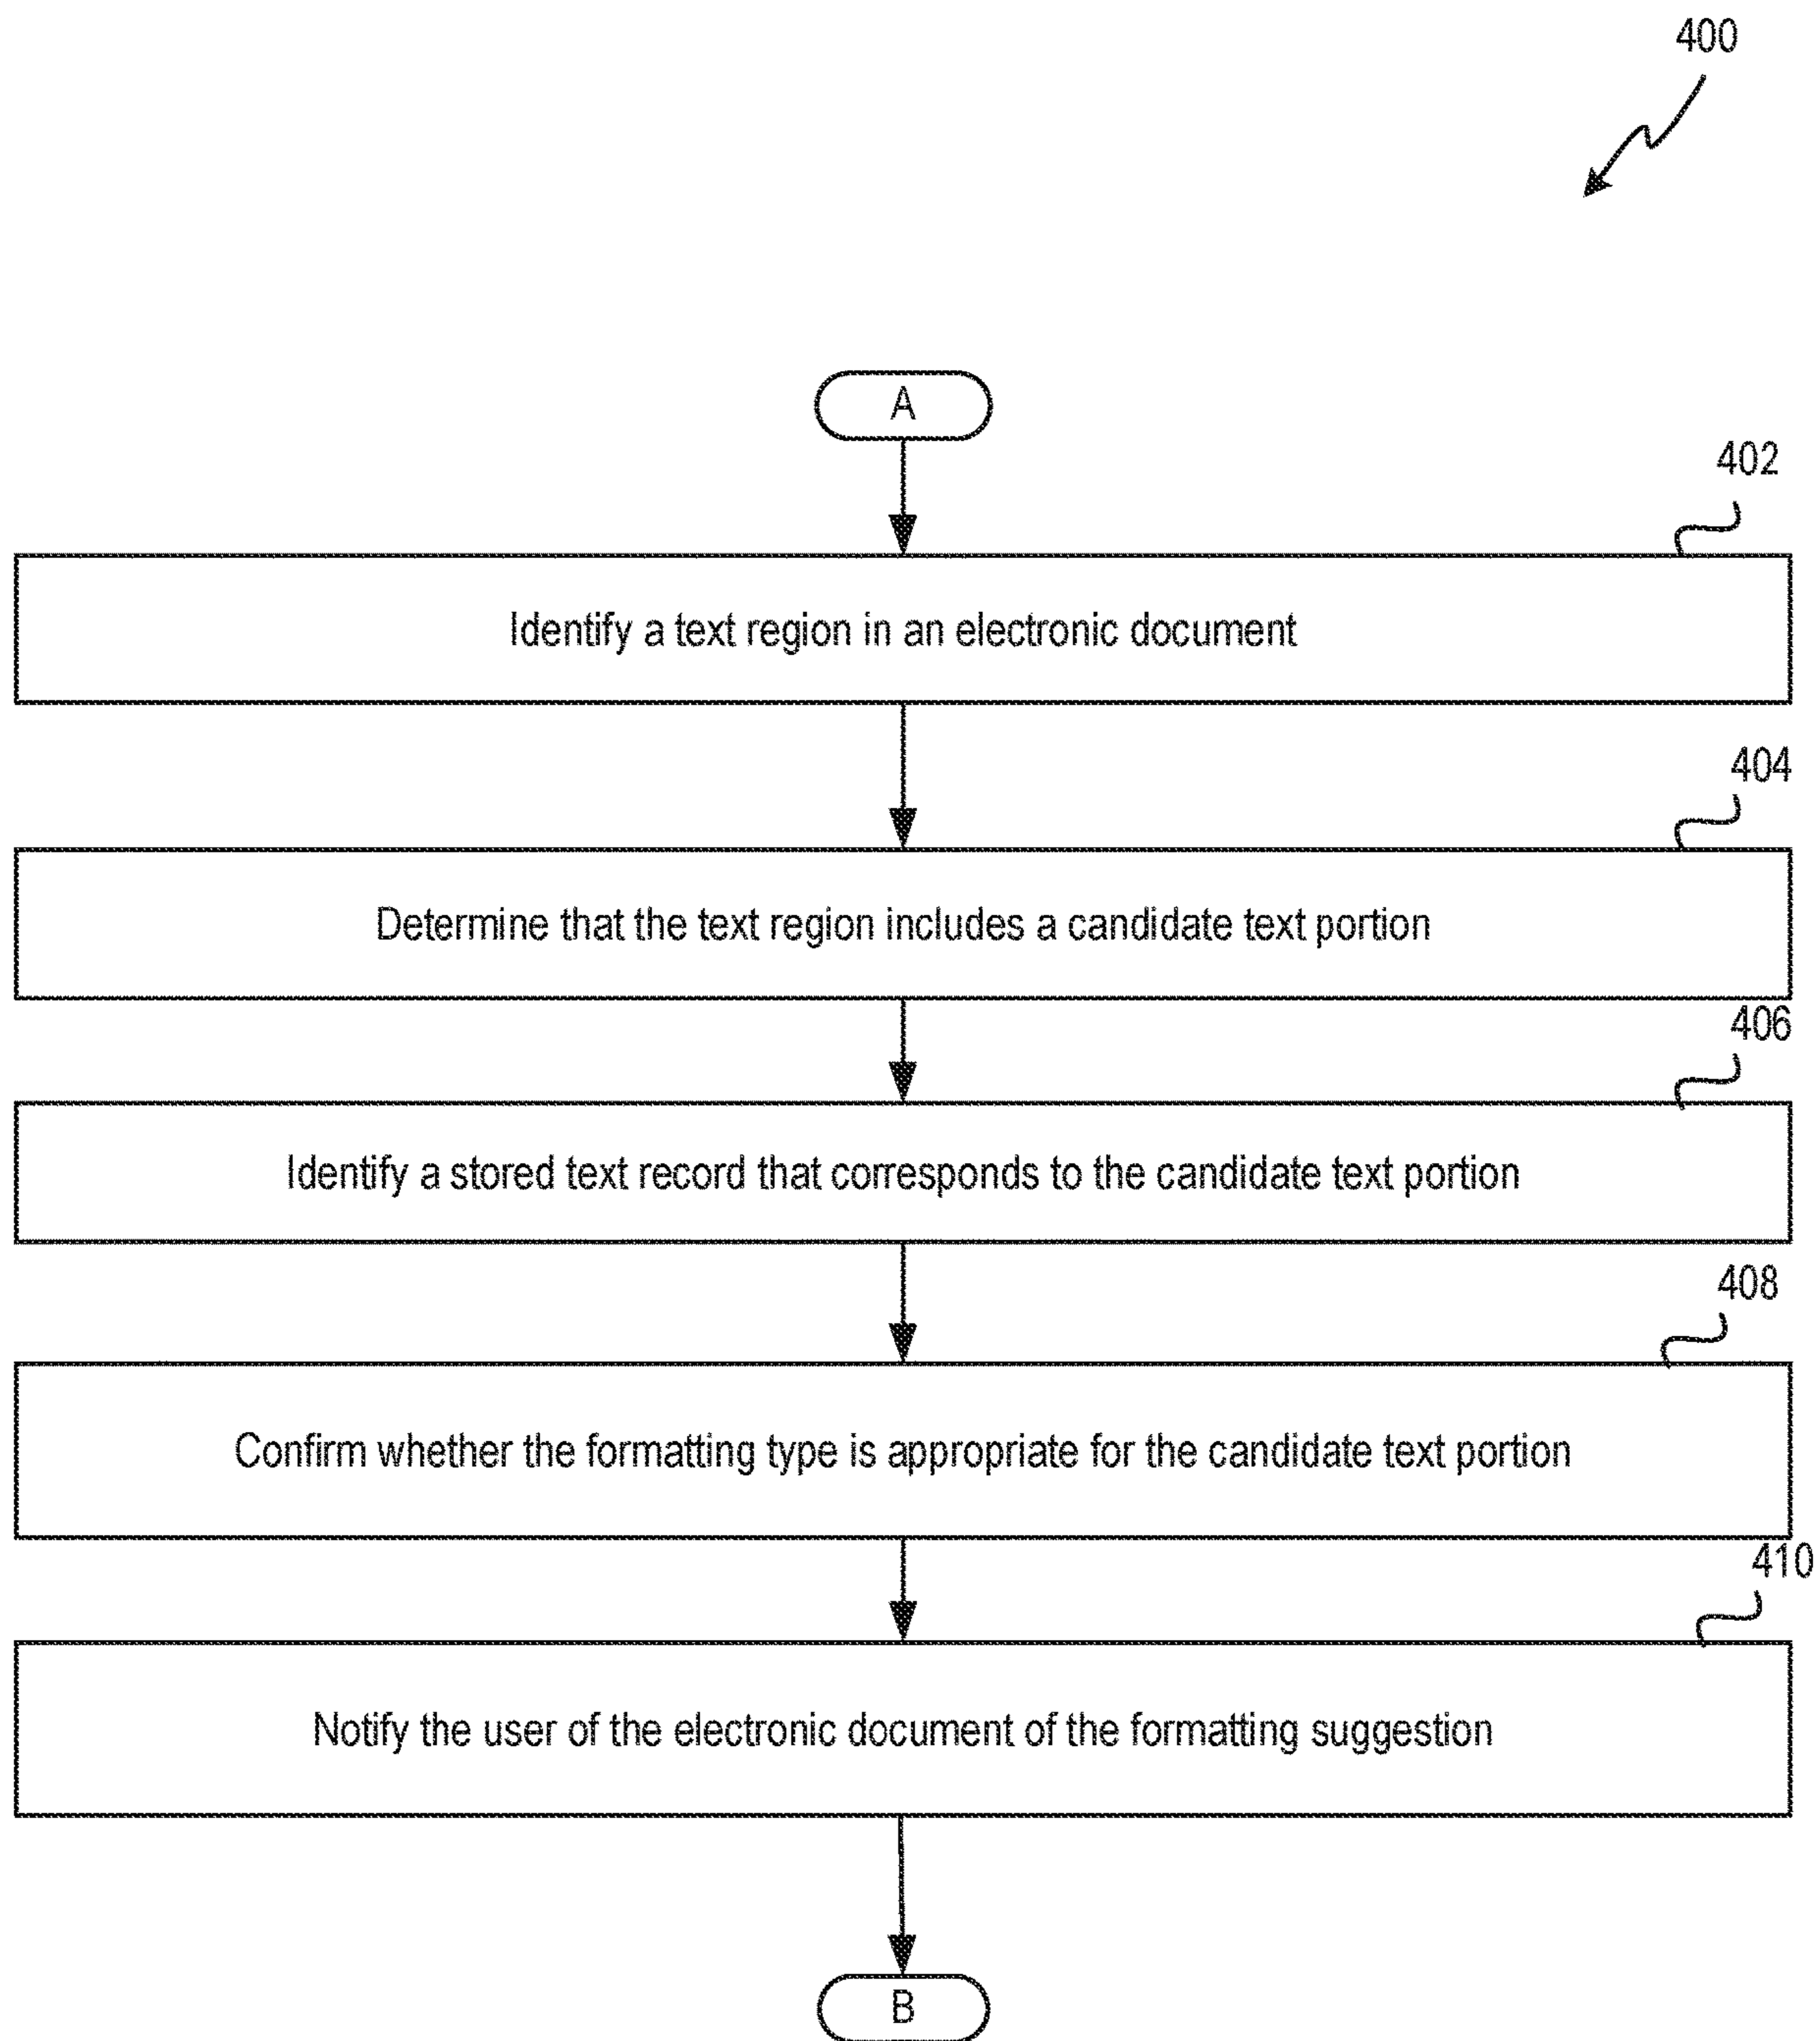 400
A
402
Identify a text region in an electronic document
404
Determine that the text region includes a candidate text portion
406
Identify a stored text record that corresponds to the candidate text portion
408
Confirm whether the formatting type is appropriate for the candidate text portion
410
Notify the user of the electronic document of the formatting suggestion
B